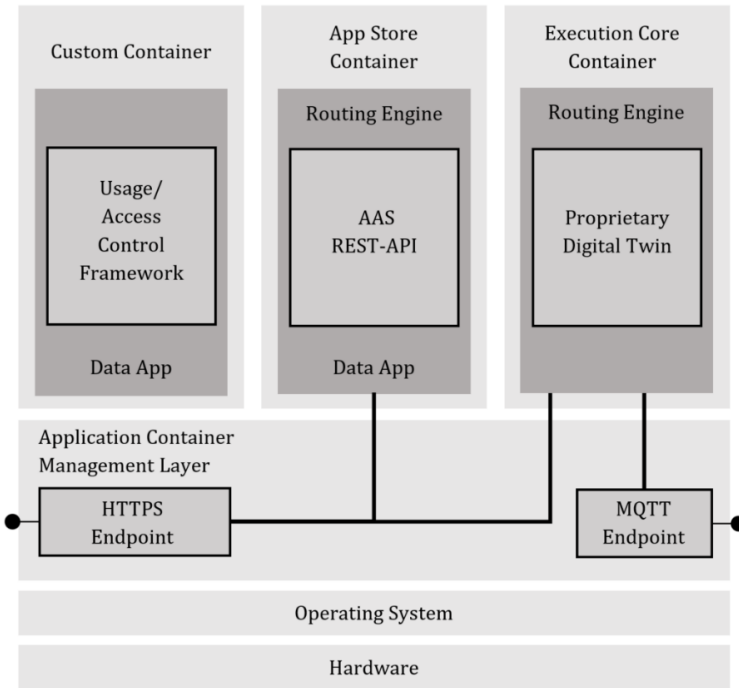 Custom Container
Usage/
Access
Control
Framework
Data App
App Store
Container
Routing Engine
AAS
REST-API
Data App
Execution Core
Container
Routing Engine
Proprietary
Digital Twin
Application Container
Management Layer
HTTPS
Endpoint
MQTT
Endpoint
Operating System
Hardware